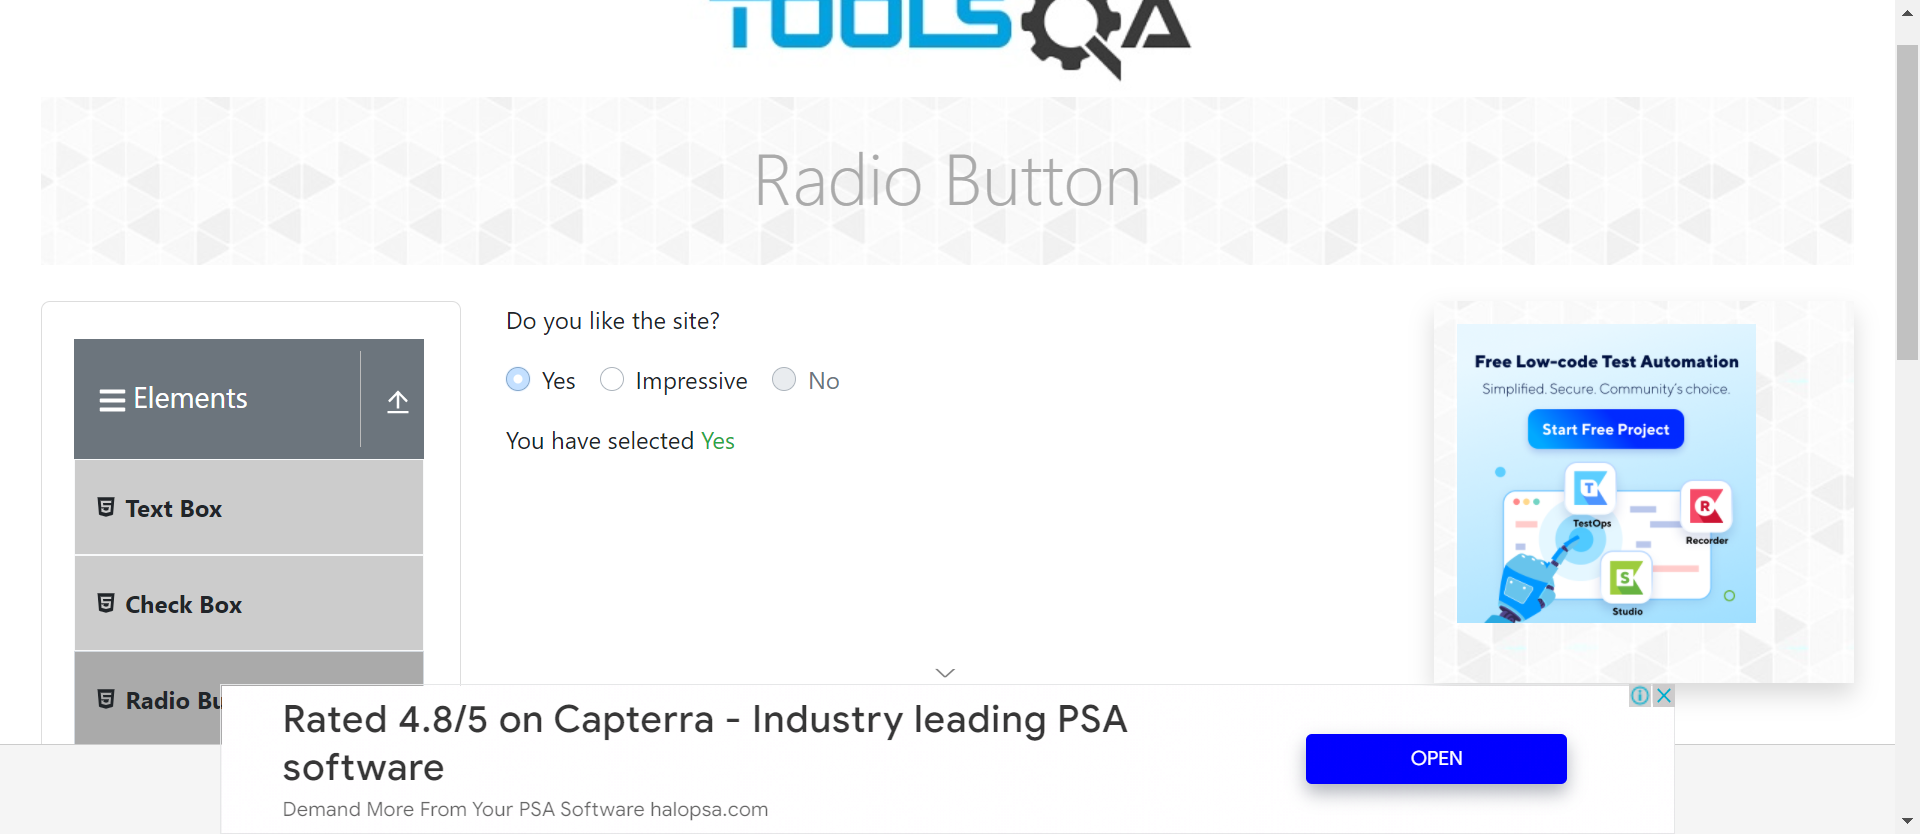 TOOLSQA
Radio Button
Elements
Text Box
Check Box
Radio Bu
Do you like the site?
Yes Impressive No
You have selected Yes
Free Low-code Test Automation
Simplified. Secure. Community's choice.
Start Free Project
T
TestOps
R
Recorder
S
Studio
Rated 4.8/5 on Capterra - Industry leading PSA
software
Demand More From Your PSA Software halopsa.com
OPEN